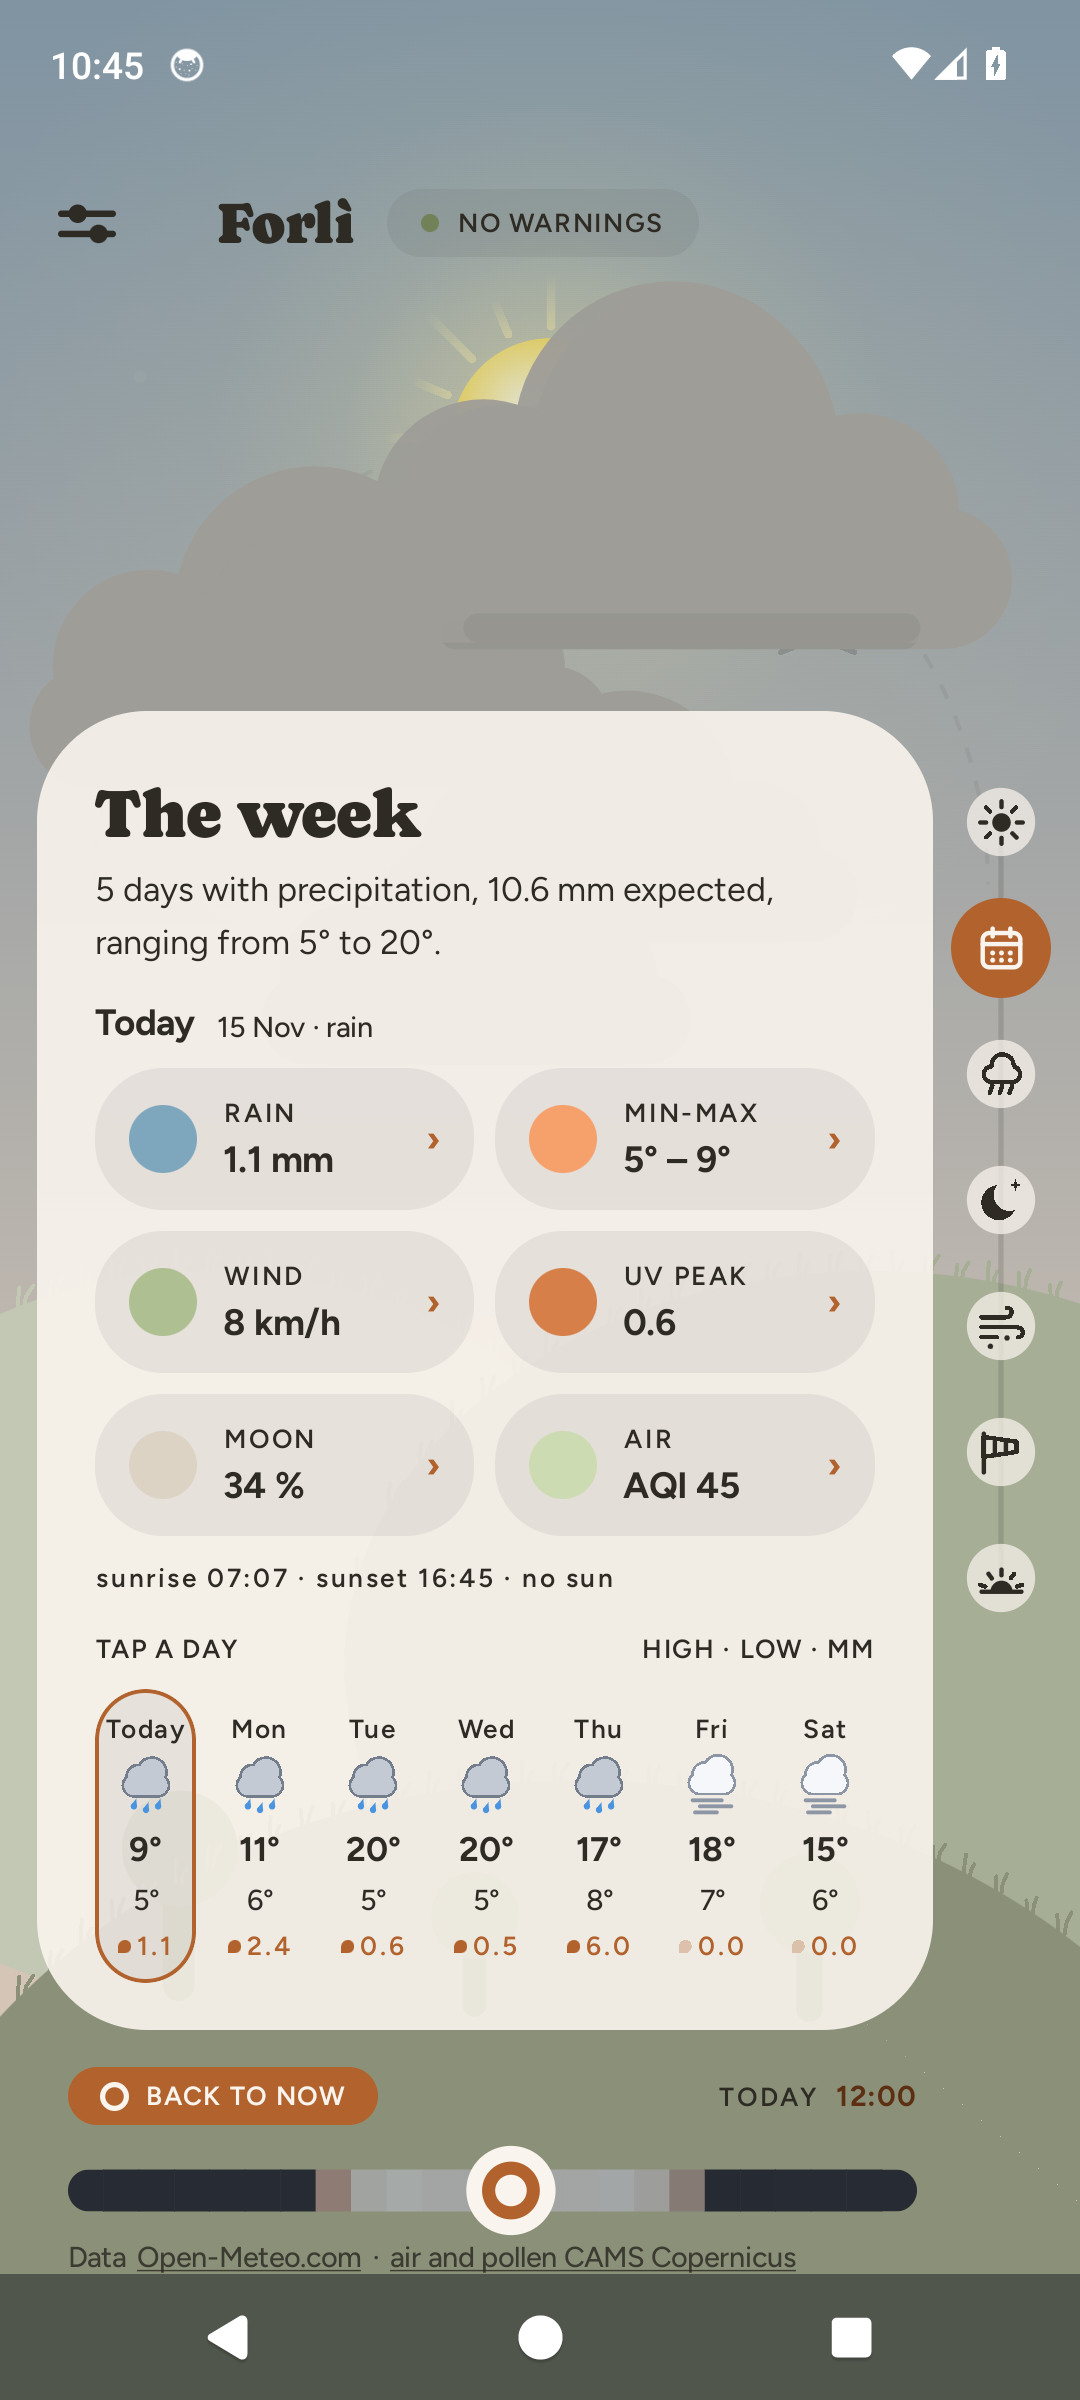 10:45
Forlì
NO WARNINGS
The week
5 days with precipitation, 10.6 mm expected,
ranging from 5° to 20°.
Today 15 Nov · rain
RAIN
1.1 mm ›
MIN-MAX
5° – 9° ›
WIND
8 km/h ›
UV PEAK
0.6 ›
MOON
34 % ›
AIR
AQI 45 ›
sunrise 07:07 · sunset 16:45 · no sun
TAP A DAY HIGH · LOW · MM
Today Mon Tue Wed Thu Fri Sat
9° 11° 20° 20° 17° 18° 15°
5° 6° 5° 5° 8° 7° 6°
1.1 2.4 0.6 0.5 6.0 0.0 0.0
BACK TO NOW TODAY 12:00
Data Open-Meteo.com · air and pollen CAMS Copernicus